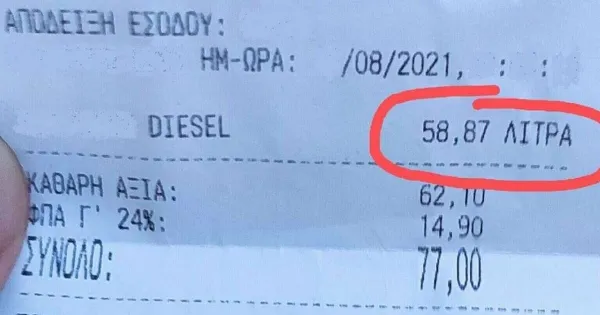 ΑΠΟΔΕΙΞΗ ΕΣΟΔΟΥ:
ΗΜ-ΩΡΑ: /08/2021, : :
DIESEL 58,87 ΛΙΤΡΑ
ΚΑΘΑΡΗ ΑΞΙΑ: 62,10
ΦΠΑ Γ' 24%: 14,90
ΣΥΝΟΛΟ: 77,00